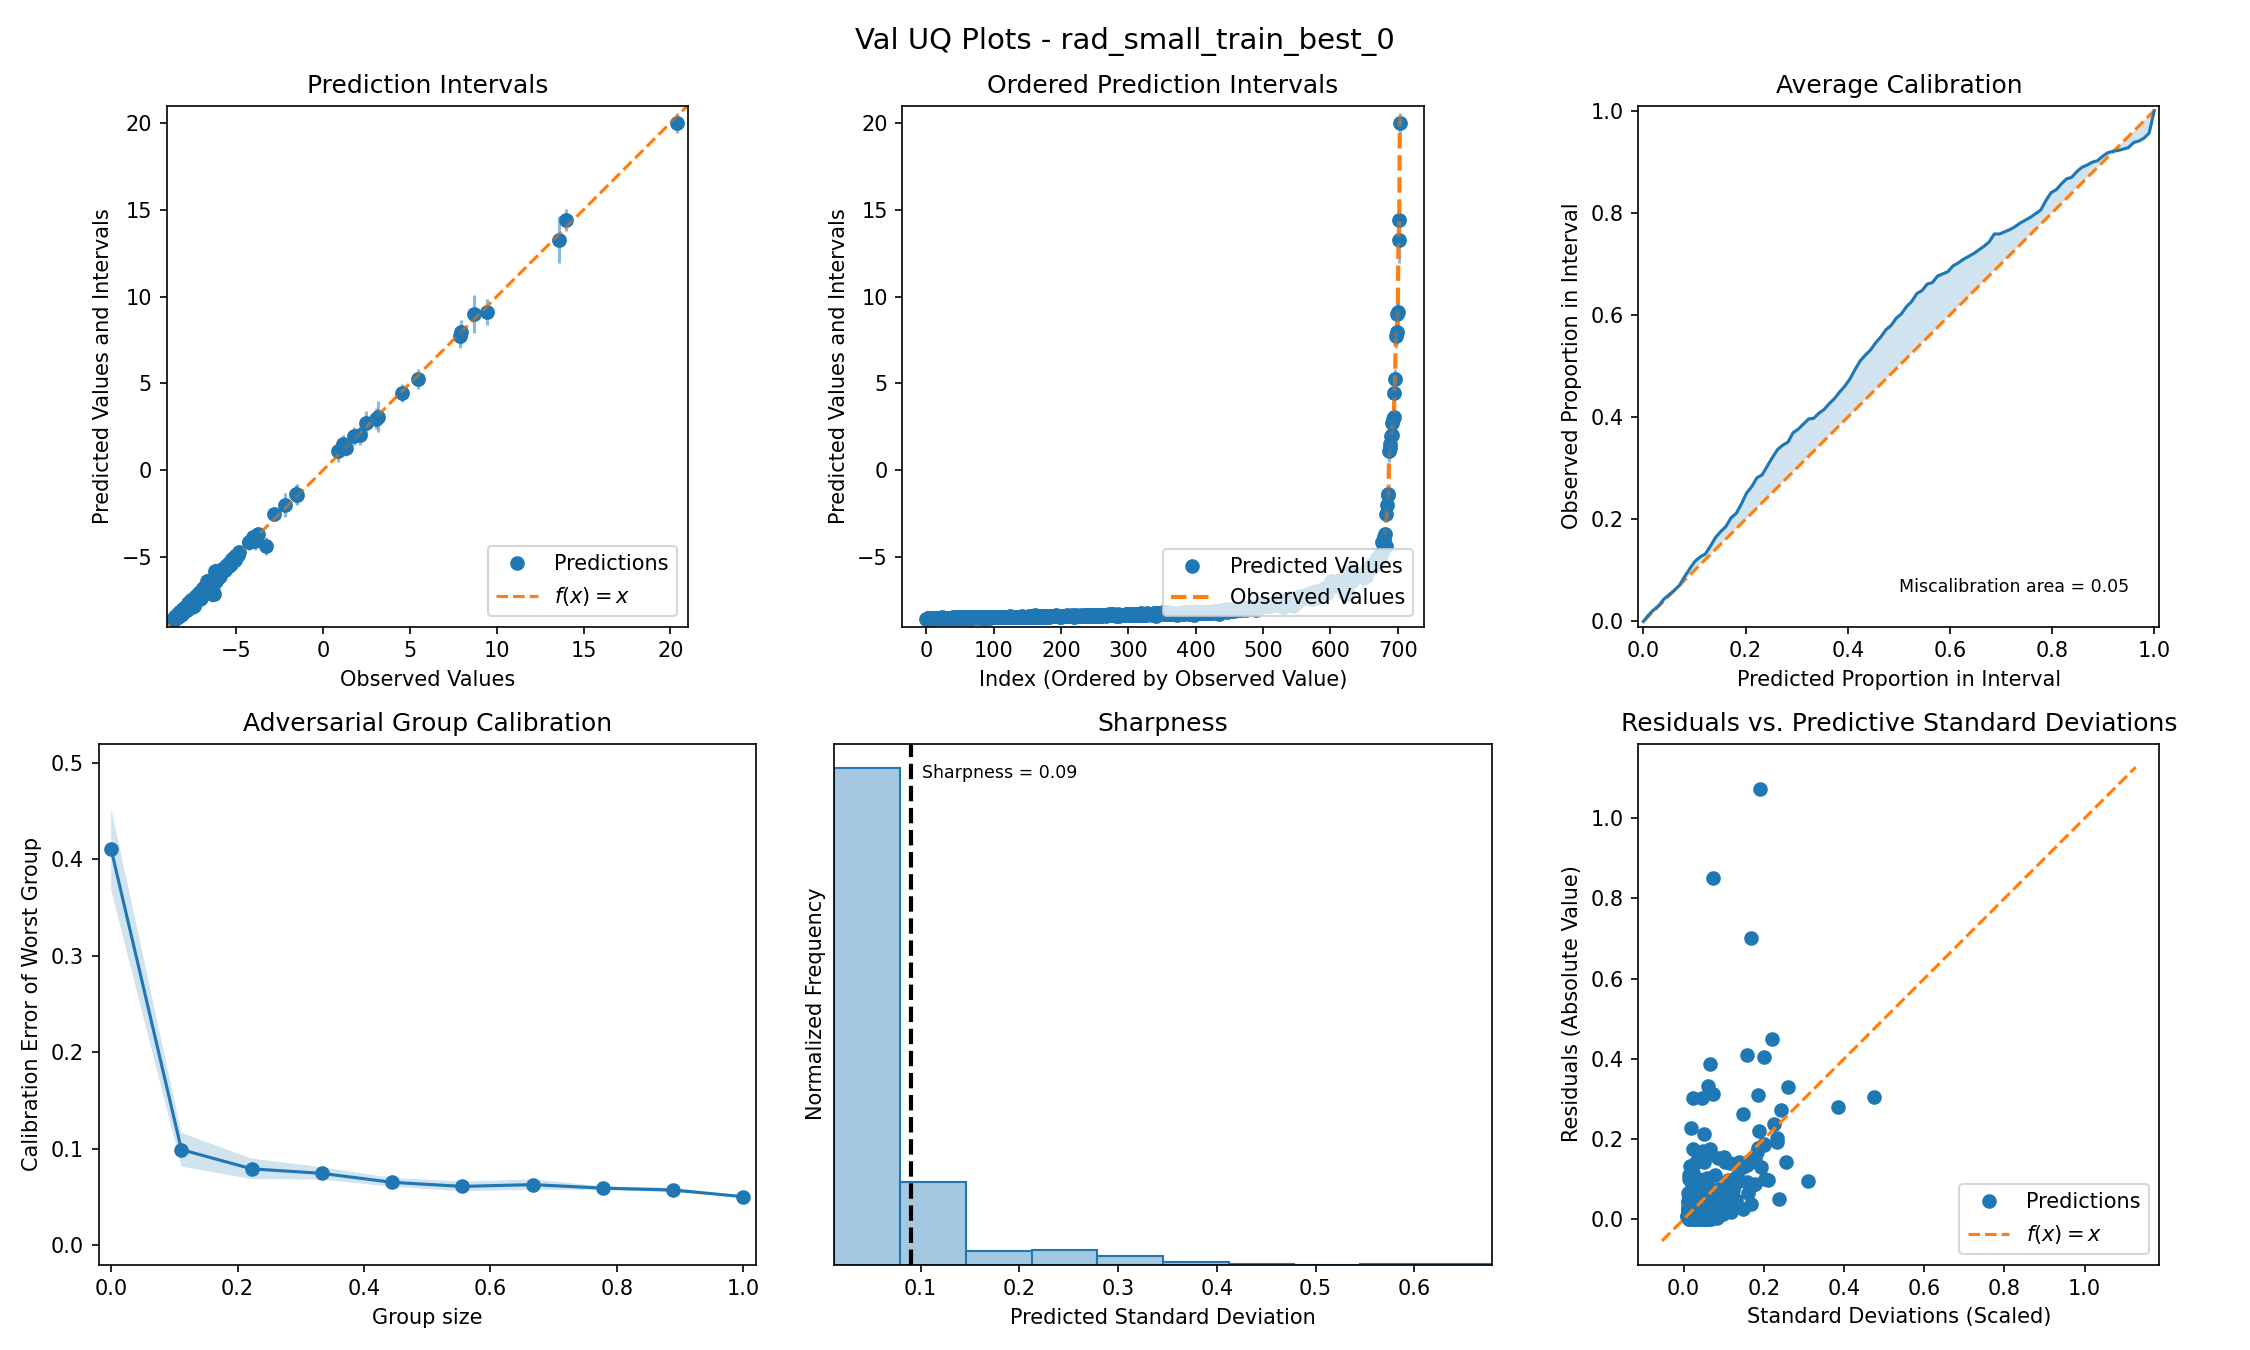 Val UQ Plots - rad_small_train_best_0
Prediction Intervals
20
15
10
5
0
−5
−5
0
5
10
15
20
Predicted Values and Intervals
Observed Values
Predictions
f(x) = x
Ordered Prediction Intervals
20
15
10
5
0
−5
0
100
200
300
400
500
600
700
Predicted Values and Intervals
Index (Ordered by Observed Value)
Predicted Values
Observed Values
Average Calibration
1.0
0.8
0.6
0.4
0.2
0.0
0.0
0.2
0.4
0.6
0.8
1.0
Observed Proportion in Interval
Predicted Proportion in Interval
Miscalibration area = 0.05
Adversarial Group Calibration
0.5
0.4
0.3
0.2
0.1
0.0
0.0
0.2
0.4
0.6
0.8
1.0
Calibration Error of Worst Group
Group size
Sharpness
Sharpness = 0.09
Normalized Frequency
0.1
0.2
0.3
0.4
0.5
0.6
Predicted Standard Deviation
Residuals vs. Predictive Standard Deviations
1.0
0.8
0.6
0.4
0.2
0.0
0.0
0.2
0.4
0.6
0.8
1.0
Residuals (Absolute Value)
Standard Deviations (Scaled)
Predictions
f(x) = x